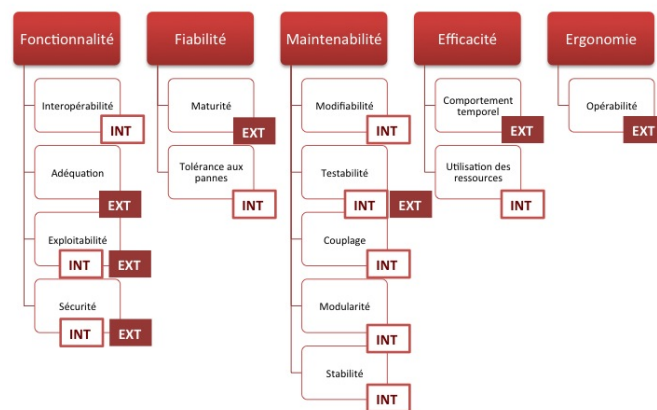 Fonctionnalité
Interopérabilité
INT
Adéquation
EXT
Exploitabilité
INT EXT
Sécurité
INT EXT
Fiabilité
Maturité
EXT
Tolérance aux
pannes
INT
Maintenabilité
Modifiabilité
INT
Testabilité
INT EXT
Couplage
INT
Modularité
INT
Stabilité
INT
Efficacité
Comportement
temporel
EXT
Utilisation des
ressources
INT
Ergonomie
Opérabilité
EXT